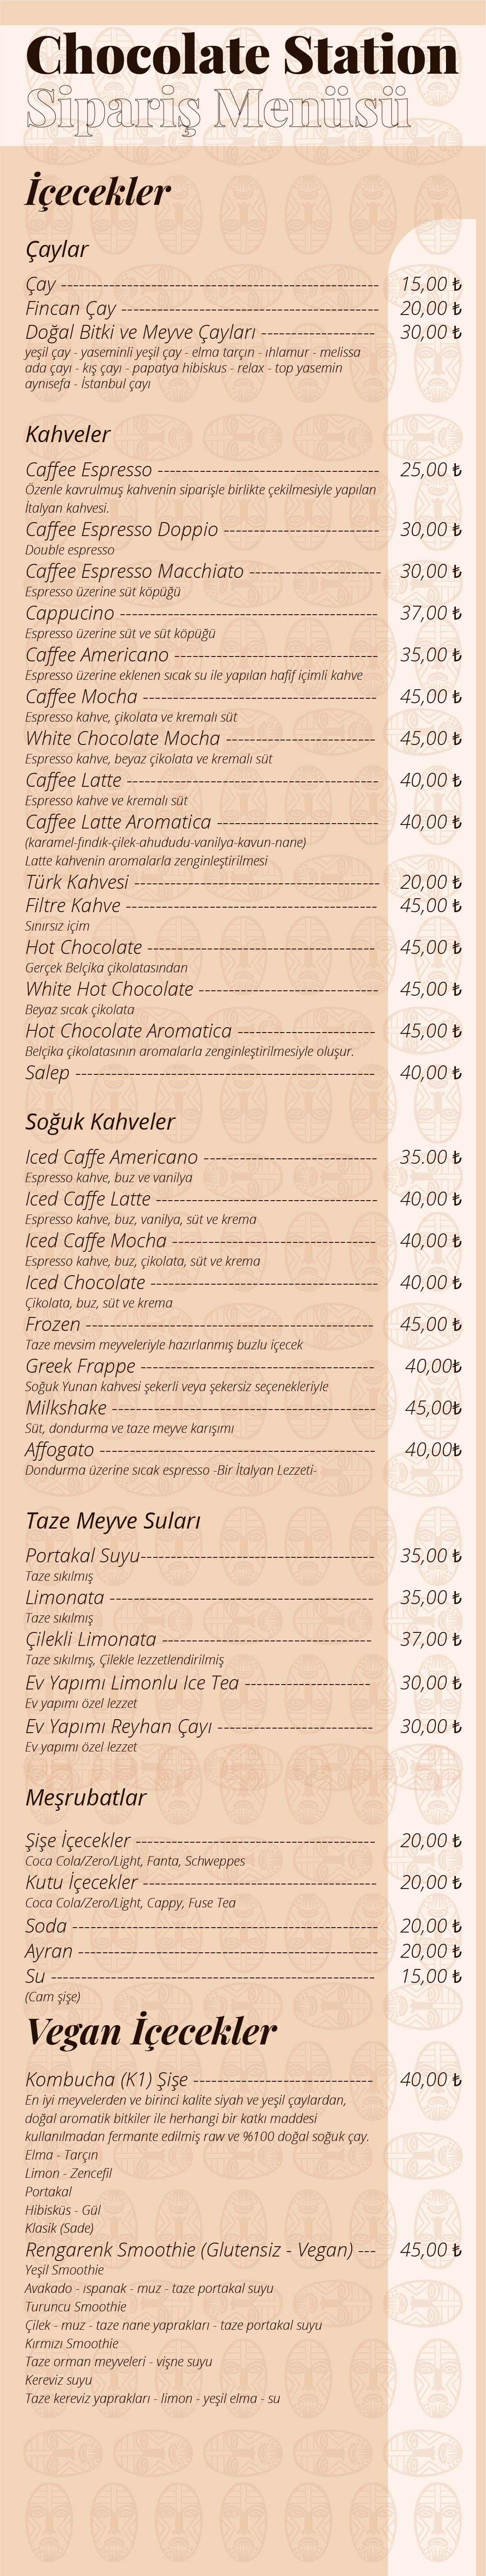 Chocolate Station
Sipariş Menüsü
İçecekler
Çaylar
Çay ---------------------------------------------------- 15,00 ₺
Fincan Çay ------------------------------------------ 20,00 ₺
Doğal Bitki ve Meyve Çayları ------------------- 30,00 ₺
yeşil çay - yaseminli yeşil çay - elma tarçın - ıhlamur - melissa
ada çayı - kış çayı - papatya hibiskus - relax - top yasemin
aynısefa - İstanbul çayı
Kahveler
Caffee Espresso ------------------------------------ 25,00 ₺
Özenle kavrulmuş kahvenin siparişle birlikte çekilmesiyle yapılan
İtalyan kahvesi.
Caffee Espresso Doppio -------------------------- 30,00 ₺
Double espresso
Caffee Espresso Macchiato ---------------------- 30,00 ₺
Espresso üzerine süt köpüğü
Cappucino ------------------------------------------ 37,00 ₺
Espresso üzerine süt ve süt köpüğü
Caffee Americano --------------------------------- 35,00 ₺
Espresso üzerine eklenen sıcak su ile yapılan hafif içimli kahve
Caffee Mocha -------------------------------------- 45,00 ₺
Espresso kahve, çikolata ve kremalı süt
White Chocolate Mocha ------------------------- 45,00 ₺
Espresso kahve, beyaz çikolata ve kremalı süt
Caffee Latte ----------------------------------------- 40,00 ₺
Espresso kahve ve kremalı süt
Caffee Latte Aromatica -------------------------- 40,00 ₺
(karamel-fındık-çilek-ahududu-vanilya-kavun-nane)
Latte kahvenin aromalarla zenginleştirilmesi
Türk Kahvesi ---------------------------------------- 20,00 ₺
Filtre Kahve ----------------------------------------- 45,00 ₺
Sınırsız içim
Hot Chocolate ------------------------------------- 45,00 ₺
Gerçek Belçika çikolatasından
White Hot Chocolate ----------------------------- 45,00 ₺
Beyaz sıcak çikolata
Hot Chocolate Aromatica ----------------------- 45,00 ₺
Belçika çikolatasının aromalarla zenginleştirilmesiyle oluşur.
Salep ------------------------------------------------- 40,00 ₺
Soğuk Kahveler
Iced Caffe Americano ---------------------------- 35.00 ₺
Espresso kahve, buz ve vanilya
Iced Caffe Latte ------------------------------------ 40,00 ₺
Espresso kahve, buz, vanilya, süt ve krema
Iced Caffe Mocha --------------------------------- 40,00 ₺
Espresso kahve, buz, çikolata, süt ve krema
Iced Chocolate ------------------------------------- 40,00 ₺
Çikolata, buz, süt ve krema
Frozen ----------------------------------------------- 45,00 ₺
Taze mevsim meyveleriyle hazırlanmış buzlu içecek
Greek Frappe -------------------------------------- 40,00₺
Soğuk Yunan kahvesi şekerli veya şekersiz seçenekleriyle
Milkshake ------------------------------------------- 45,00₺
Süt, dondurma ve taze meyve karışımı
Affogato --------------------------------------------- 40,00₺
Dondurma üzerine sıcak espresso -Bir İtalyan Lezzeti-
Taze Meyve Suları
Portakal Suyu-------------------------------------- 35,00 ₺
Taze sıkılmış
Limonata ------------------------------------------- 35,00 ₺
Taze sıkılmış
Çilekli Limonata ---------------------------------- 37,00 ₺
Taze sıkılmış, Çilekle lezzetlendirilmiş
Ev Yapımı Limonlu Ice Tea --------------------- 30,00 ₺
Ev yapımı özel lezzet
Ev Yapımı Reyhan Çayı -------------------------- 30,00 ₺
Ev yapımı özel lezzet
Meşrubatlar
Şişe İçecekler --------------------------------------- 20,00 ₺
Coca Cola/Zero/Light, Fanta, Schweppes
Kutu İçecekler -------------------------------------- 20,00 ₺
Coca Cola/Zero/Light, Cappy, Fuse Tea
Soda -------------------------------------------------- 20,00 ₺
Ayran ------------------------------------------------- 20,00 ₺
Su ----------------------------------------------------- 15,00 ₺
(Cam şişe)
Vegan İçecekler
Kombucha (K1) Şişe ----------------------------- 40,00 ₺
En iyi meyvelerden ve birinci kalite siyah ve yeşil çaylardan,
doğal aromatik bitkiler ile herhangi bir katkı maddesi
kullanılmadan fermante edilmiş raw ve %100 doğal soğuk çay.
Elma - Tarçın
Limon - Zencefil
Portakal
Hibisküs - Gül
Klasik (Sade)
Rengarenk Smoothie (Glutensiz - Vegan) --- 45,00 ₺
Yeşil Smoothie
Avakado - ıspanak - muz - taze portakal suyu
Turuncu Smoothie
Çilek - muz - taze nane yaprakları - taze portakal suyu
Kırmızı Smoothie
Taze orman meyveleri - vişne suyu
Kereviz suyu
Taze kereviz yaprakları - limon - yeşil elma - su